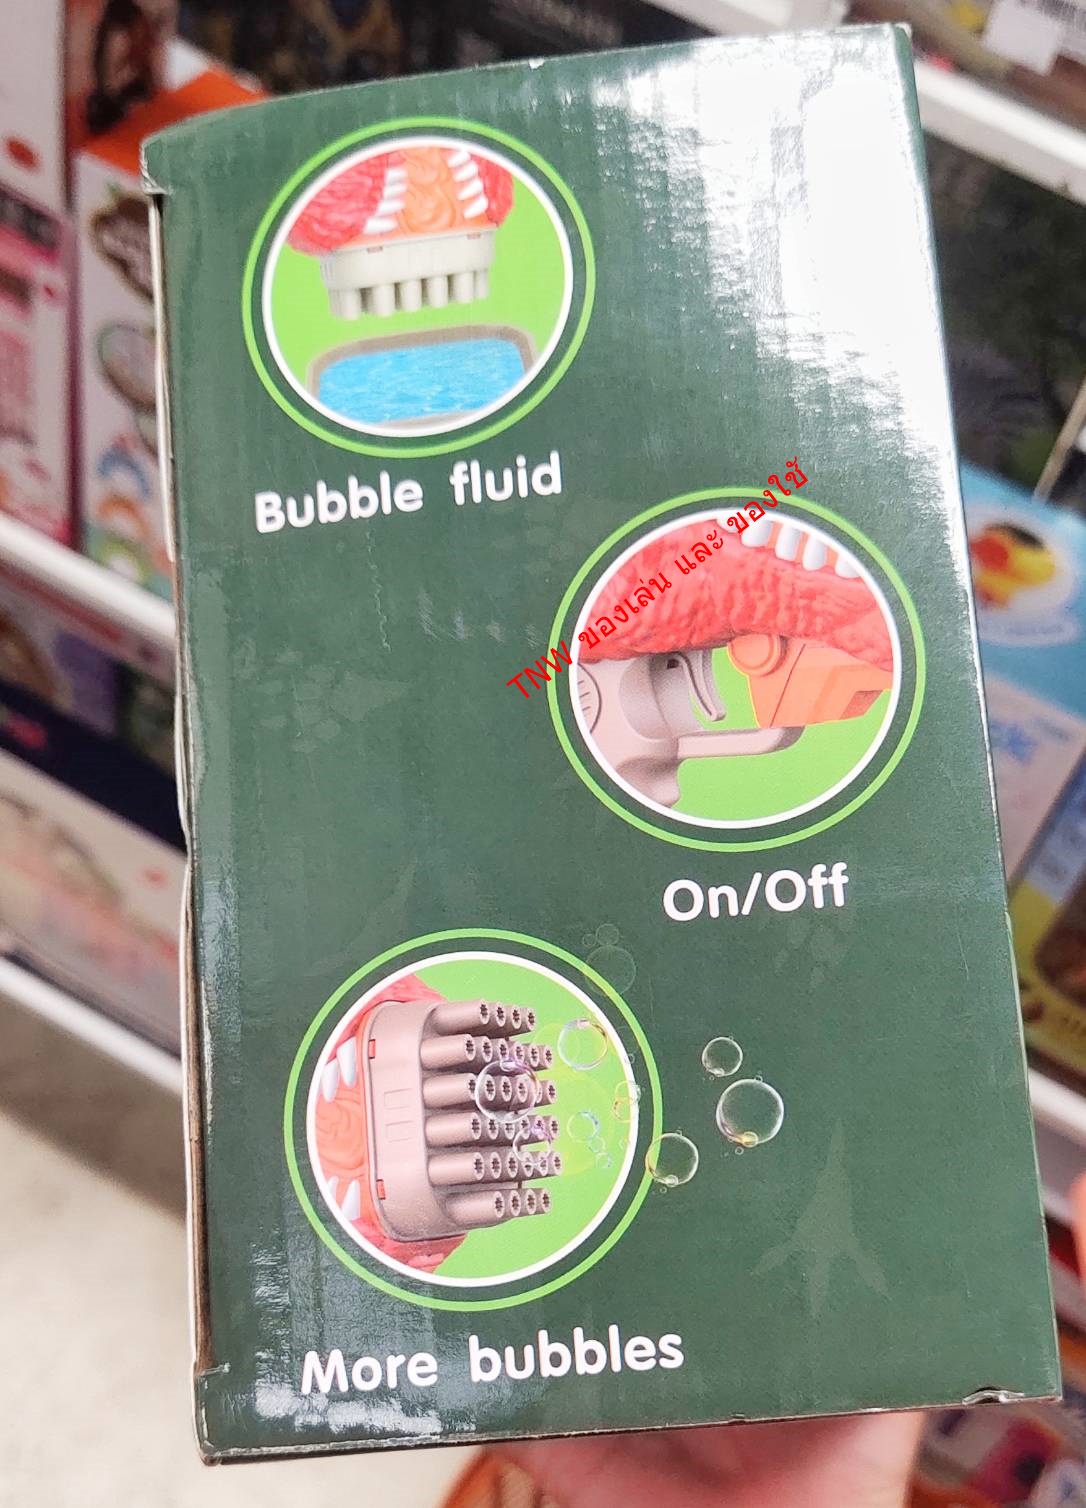 Bubble fluid
TNW ของเล่น และ ของใช้
On/Off
More bubbles